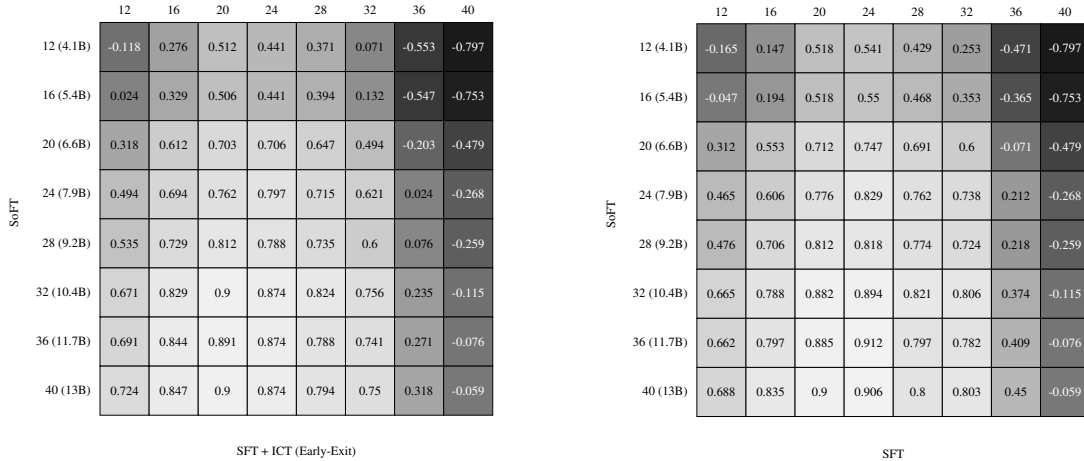 12 16 20 24 28 32 36 40
12 (4.1B) -0.118 0.276 0.512 0.441 0.371 0.071 -0.553 -0.797
16 (5.4B) 0.024 0.329 0.506 0.441 0.394 0.132 -0.547 -0.753
20 (6.6B) 0.318 0.612 0.703 0.706 0.647 0.494 -0.203 -0.479
24 (7.9B) 0.494 0.694 0.762 0.797 0.715 0.621 0.024 -0.268
28 (9.2B) 0.535 0.729 0.812 0.788 0.735 0.6 0.076 -0.259
32 (10.4B) 0.671 0.829 0.9 0.874 0.824 0.756 0.235 -0.115
36 (11.7B) 0.691 0.844 0.891 0.874 0.788 0.741 0.271 -0.076
40 (13B) 0.724 0.847 0.9 0.874 0.794 0.75 0.318 -0.059
SoFT
SFT + ICT (Early-Exit)
12 16 20 24 28 32 36 40
12 (4.1B) -0.165 0.147 0.518 0.541 0.429 0.253 -0.471 -0.797
16 (5.4B) -0.047 0.194 0.518 0.55 0.468 0.353 -0.365 -0.753
20 (6.6B) 0.312 0.553 0.712 0.747 0.691 0.6 -0.071 -0.479
24 (7.9B) 0.465 0.606 0.776 0.829 0.762 0.738 0.212 -0.268
28 (9.2B) 0.476 0.706 0.812 0.818 0.774 0.724 0.218 -0.259
32 (10.4B) 0.665 0.788 0.882 0.894 0.821 0.806 0.374 -0.115
36 (11.7B) 0.662 0.797 0.885 0.912 0.797 0.782 0.409 -0.076
40 (13B) 0.688 0.835 0.9 0.906 0.8 0.803 0.45 -0.059
SoFT
SFT